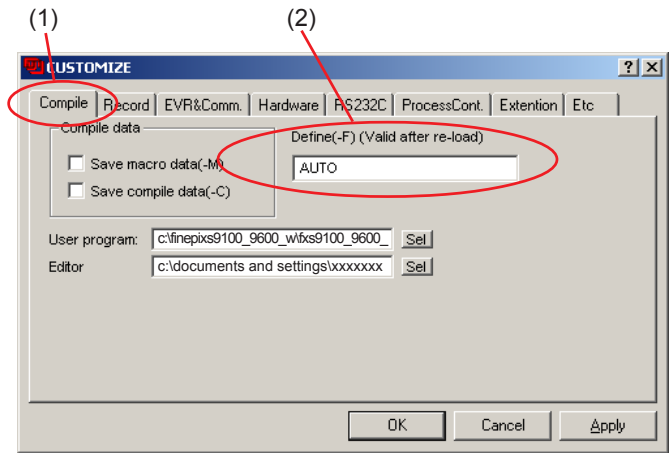 (1) (2)
CUSTOMIZE
Compile Record EVR&Comm. Hardware RS232C ProcessCont. Extention Etc
Compile data
Define(-F) (Valid after re-load)
Save macro data(-M)
AUTO
Save compile data(-C)
User program: c:\finepixs9100_9600_w\fxs9100_9600_ Sel
Editor c:\documents and settings\xxxxxxx Sel
OK Cancel Apply